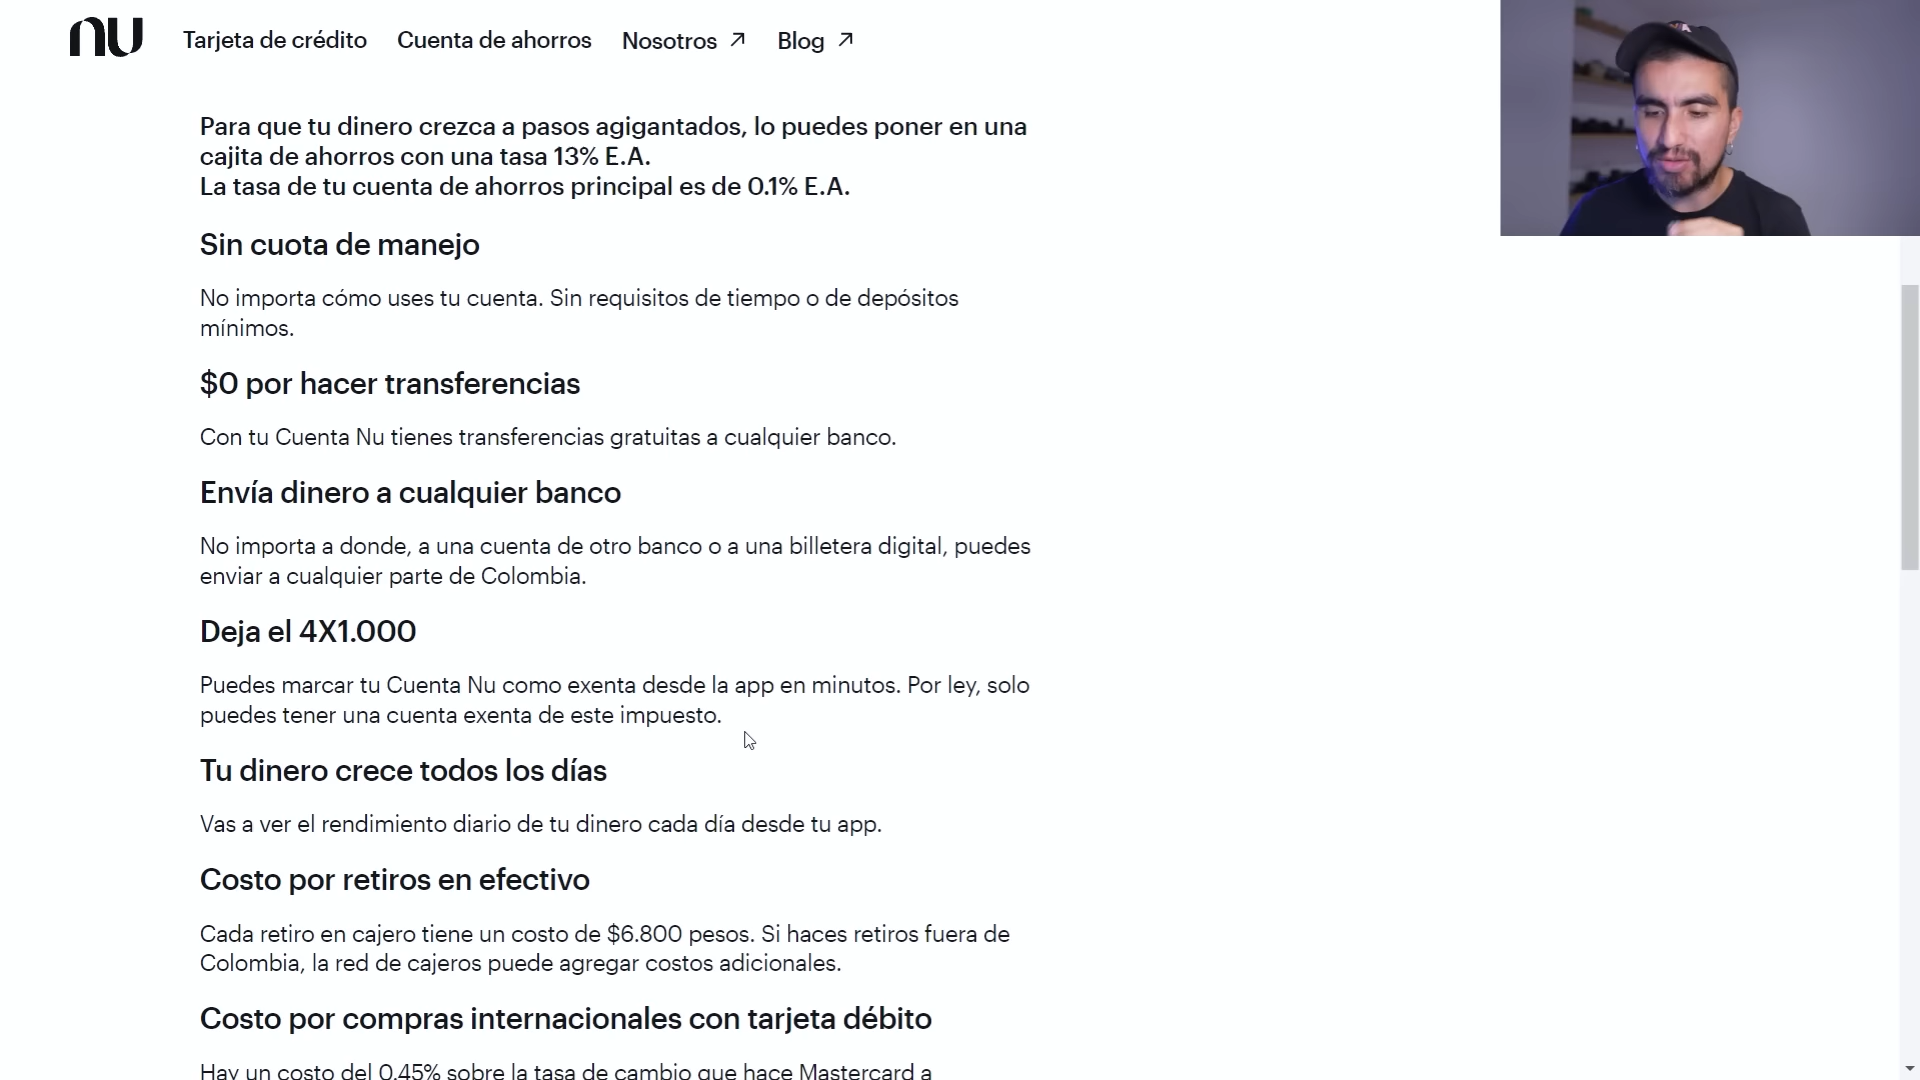 nu
Tarjeta de crédito Cuenta de ahorros Nosotros Blog
Para que tu dinero crezca a pasos agigantados, lo puedes poner en una
cajita de ahorros con una tasa 13% E.A.
La tasa de tu cuenta de ahorros principal es de 0.1% E.A.
Sin cuota de manejo
No importa cómo uses tu cuenta. Sin requisitos de tiempo o de depósitos
mínimos.
$0 por hacer transferencias
Con tu Cuenta Nu tienes transferencias gratuitas a cualquier banco.
Envía dinero a cualquier banco
No importa a donde, a una cuenta de otro banco o a una billetera digital, puedes
enviar a cualquier parte de Colombia.
Deja el 4X1.000
Puedes marcar tu Cuenta Nu como exenta desde la app en minutos. Por ley, solo
puedes tener una cuenta exenta de este impuesto.
Tu dinero crece todos los días
Vas a ver el rendimiento diario de tu dinero cada día desde tu app.
Costo por retiros en efectivo
Cada retiro en cajero tiene un costo de $6.800 pesos. Si haces retiros fuera de
Colombia, la red de cajeros puede agregar costos adicionales.
Costo por compras internacionales con tarjeta débito
Hay un costo del 0.45% sobre la tasa de cambio que hace Mastercard a